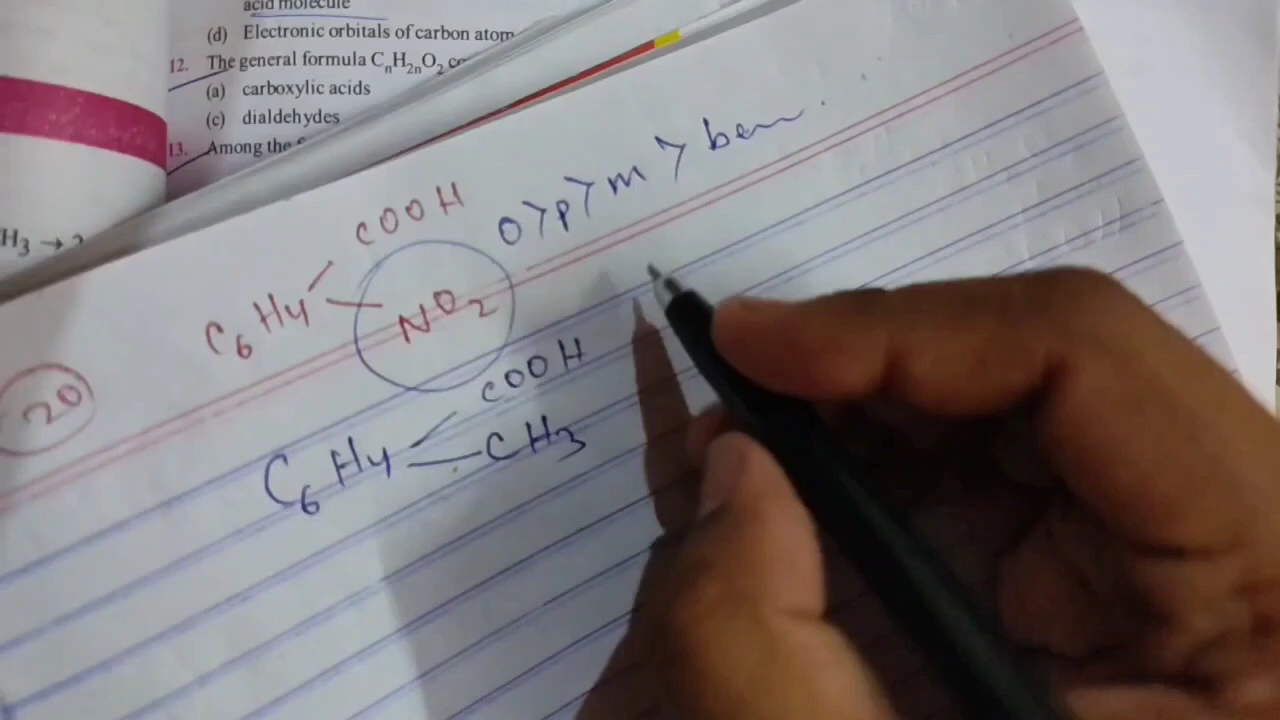 acid molecule
(d) Electronic orbitals of carbon atom
12. The general formula CₙH₂ₙO₂
(a) carboxylic acids
(c) dialdehydes
13. Among the
H₃ →
COOH
O>p>m>ben
C₆H₄
NO₂
20
COOH
C₆H₄ CH₃